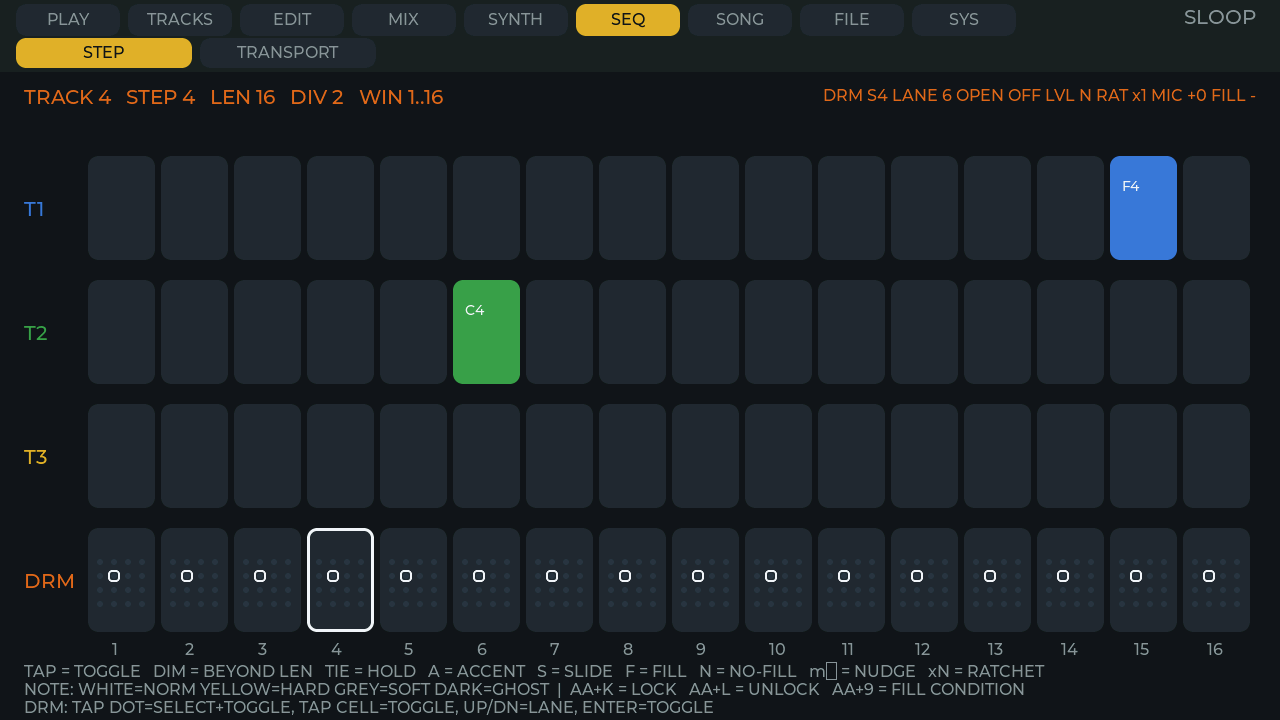 PLAY TRACKS EDIT MIX SYNTH SEQ SONG FILE SYS SLOOP
STEP TRANSPORT
TRACK 4 STEP 4 LEN 16 DIV 2 WIN 1..16 DRM S4 LANE 6 OPEN OFF LVL N RAT x1 MIC +0 FILL -
T1 F4
T2 C4
T3
DRM
1 2 3 4 5 6 7 8 9 10 11 12 13 14 15 16
TAP = TOGGLE DIM = BEYOND LEN TIE = HOLD A = ACCENT S = SLIDE F = FILL N = NO-FILL m□ = NUDGE xN = RATCHET
NOTE: WHITE=NORM YELLOW=HARD GREY=SOFT DARK=GHOST | AA+K = LOCK AA+L = UNLOCK AA+9 = FILL CONDITION
DRM: TAP DOT=SELECT+TOGGLE, TAP CELL=TOGGLE, UP/DN=LANE, ENTER=TOGGLE